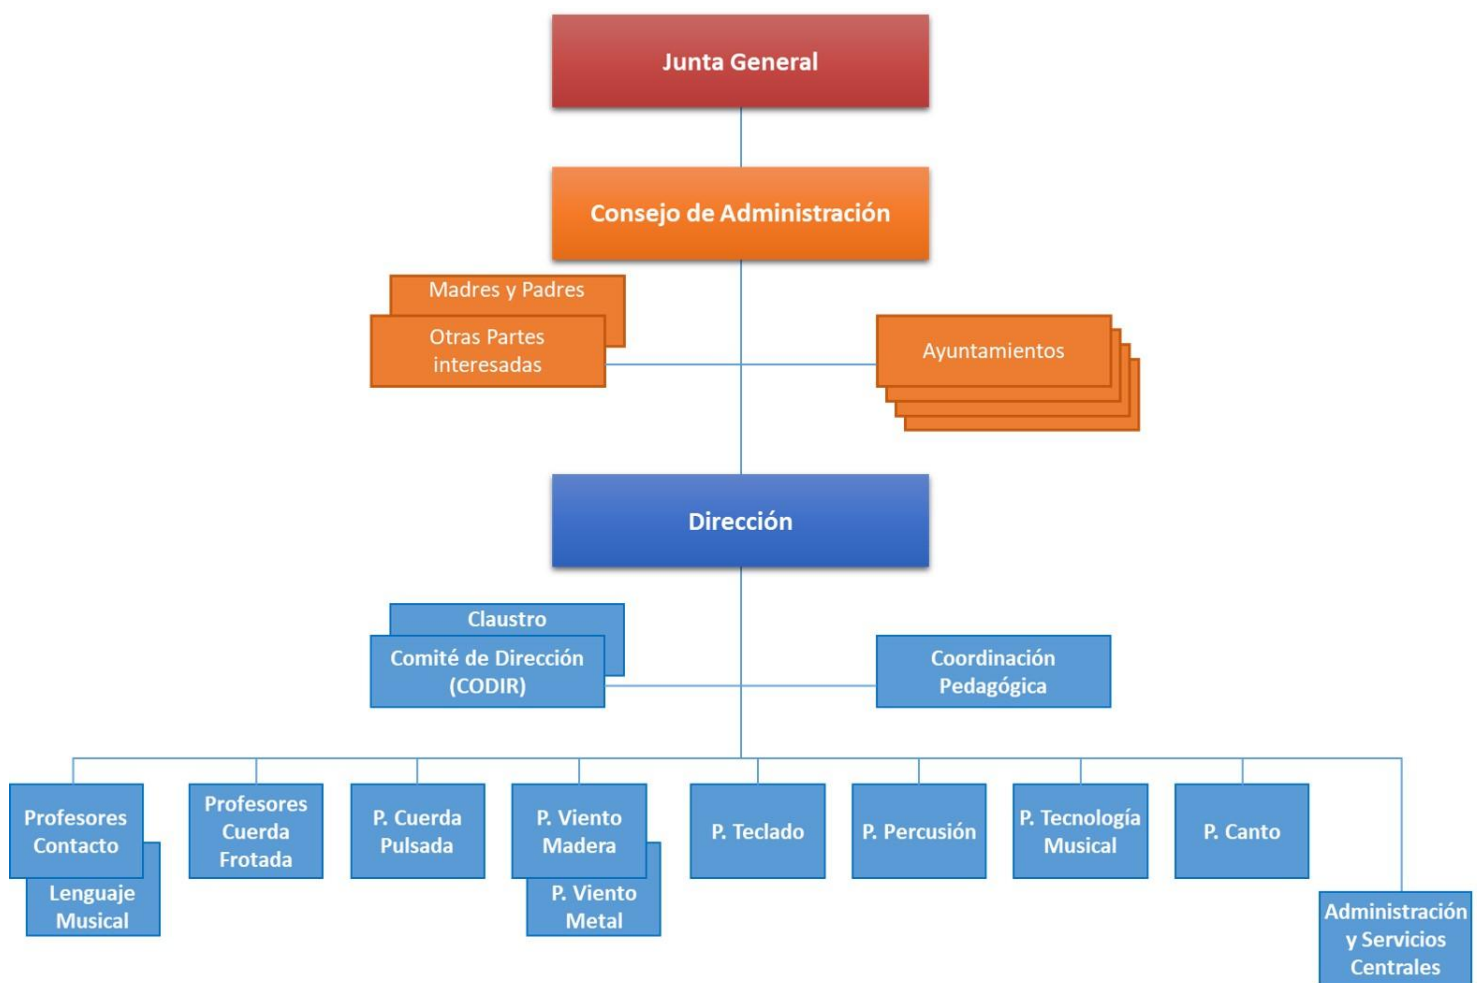 Junta General
Consejo de Administración
Madres y Padres
Otras Partes
interesadas
Ayuntamientos
Dirección
Claustro
Comité de Dirección
(CODIR)
Coordinación
Pedagógica
Profesores
Contacto
Lenguaje
Musical
Profesores
Cuerda
Frotada
P. Cuerda
Pulsada
P. Viento
Madera
P. Viento
Metal
P. Teclado
P. Percusión
P. Tecnología
Musical
P. Canto
Administración
y Servicios
Centrales